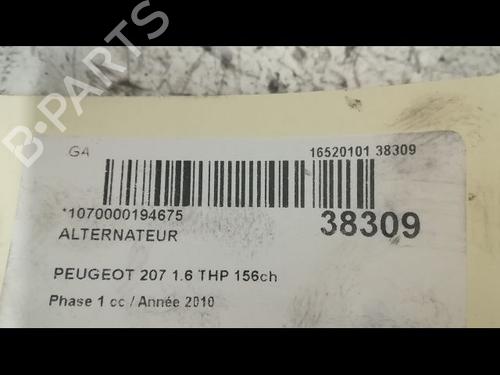 B-PARTS
GA
16520101 38309
*1070000194675
38309
ALTERNATEUR
PEUGEOT 207 1.6 THP 156ch
Phase 1 cc / Année 2010